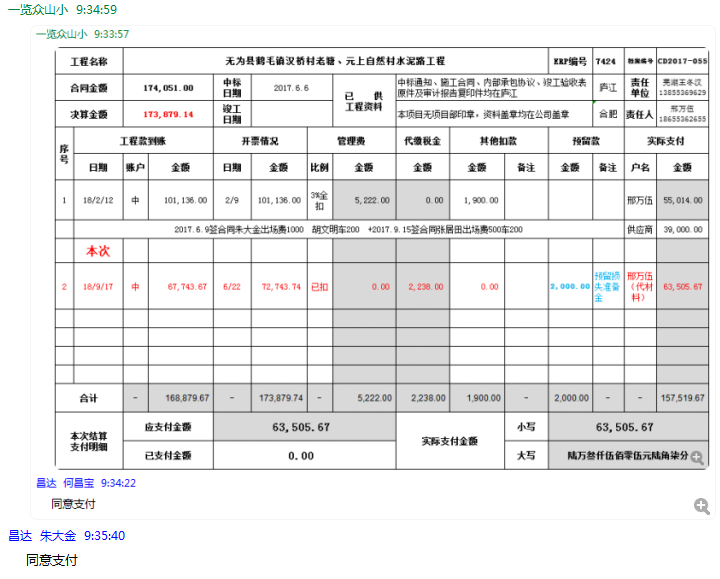 一览众山小 9:34:59
一览众山小 9:33:57
工程名称 无为县鹤毛镇汉桥村老塘、元上自然村水泥路工程 ERP编号 7424 档案编号 CD2017-055
合同金额 174,051.00 中标日期 2017.6.6 已 供 工程资料 中标通知、施工合同、内部承包协议、竣工验收表原件及审计报告复印件均在庐江 庐江 责任单位 芜湖王冬汉 13855369629
决算金额 173,879.14 竣工日期 本项目无项目部印章，资料盖章均在公司盖章 合肥 责任人 邢万伍 18655362655
序号 工程款到账 开票情况 管理费 代缴税金 其他扣款 预留款 实际支付
日期 账户 金额 日期 金额 比例 金额 金额 金额 备注 金额 备注 户名 金额
1 18/2/12 中 101,136.00 2/9 101,136.00 3%全扣 5,222.00 0.00 1,900.00 邢万伍 55,014.00
2017.6.9签合同朱大金出场费1000 胡文明车200 +2017.9.15签合同张居田出场费500车200 供应商 39,000.00
本次
2 18/9/17 中 67,743.67 6/22 72,743.74 已扣 0.00 2,238.00 0.00 2,000.00 预留损失准备金 邢万伍（代材料） 63,505.67
合计 - 168,879.67 - 173,879.74 - 5,222.00 2,238.00 1,900.00 - 2,000.00 - - 157,519.67
本次结算支付明细 应支付金额 63,505.67 实际支付金额 小写 63,505.67
已支付金额 0.00 大写 陆万叁仟伍佰零伍元陆角柒分
昌达 何昌宝 9:34:22
同意支付
昌达 朱大金 9:35:40
同意支付